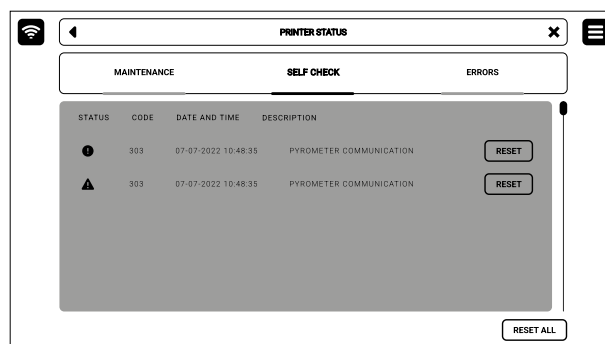 PRINTER STATUS
MAINTENANCE SELF CHECK ERRORS
STATUS CODE DATE AND TIME DESCRIPTION
303 07-07-2022 10:48:35 PYROMETER COMMUNICATION RESET
303 07-07-2022 10:48:35 PYROMETER COMMUNICATION RESET
RESET ALL